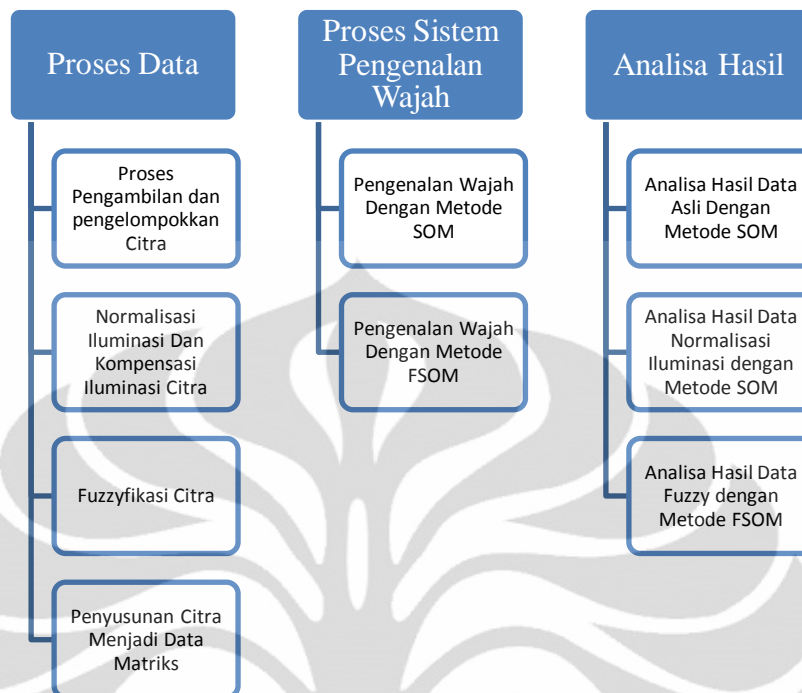 Proses Data
Proses
Pengambilan dan
pengelompokkan
Citra
Normalisasi
Iluminasi Dan
Kompensasi
Iluminasi Citra
Fuzzyfikasi Citra
Penyusunan Citra
Menjadi Data
Matriks
Proses Sistem
Pengenalan
Wajah
Pengenalan Wajah
Dengan Metode
SOM
Pengenalan Wajah
Dengan Metode
FSOM
Analisa Hasil
Analisa Hasil Data
Asli Dengan
Metode SOM
Analisa Hasil Data
Normalisasi
Iluminasi dengan
Metode SOM
Analisa Hasil Data
Fuzzy dengan
Metode FSOM